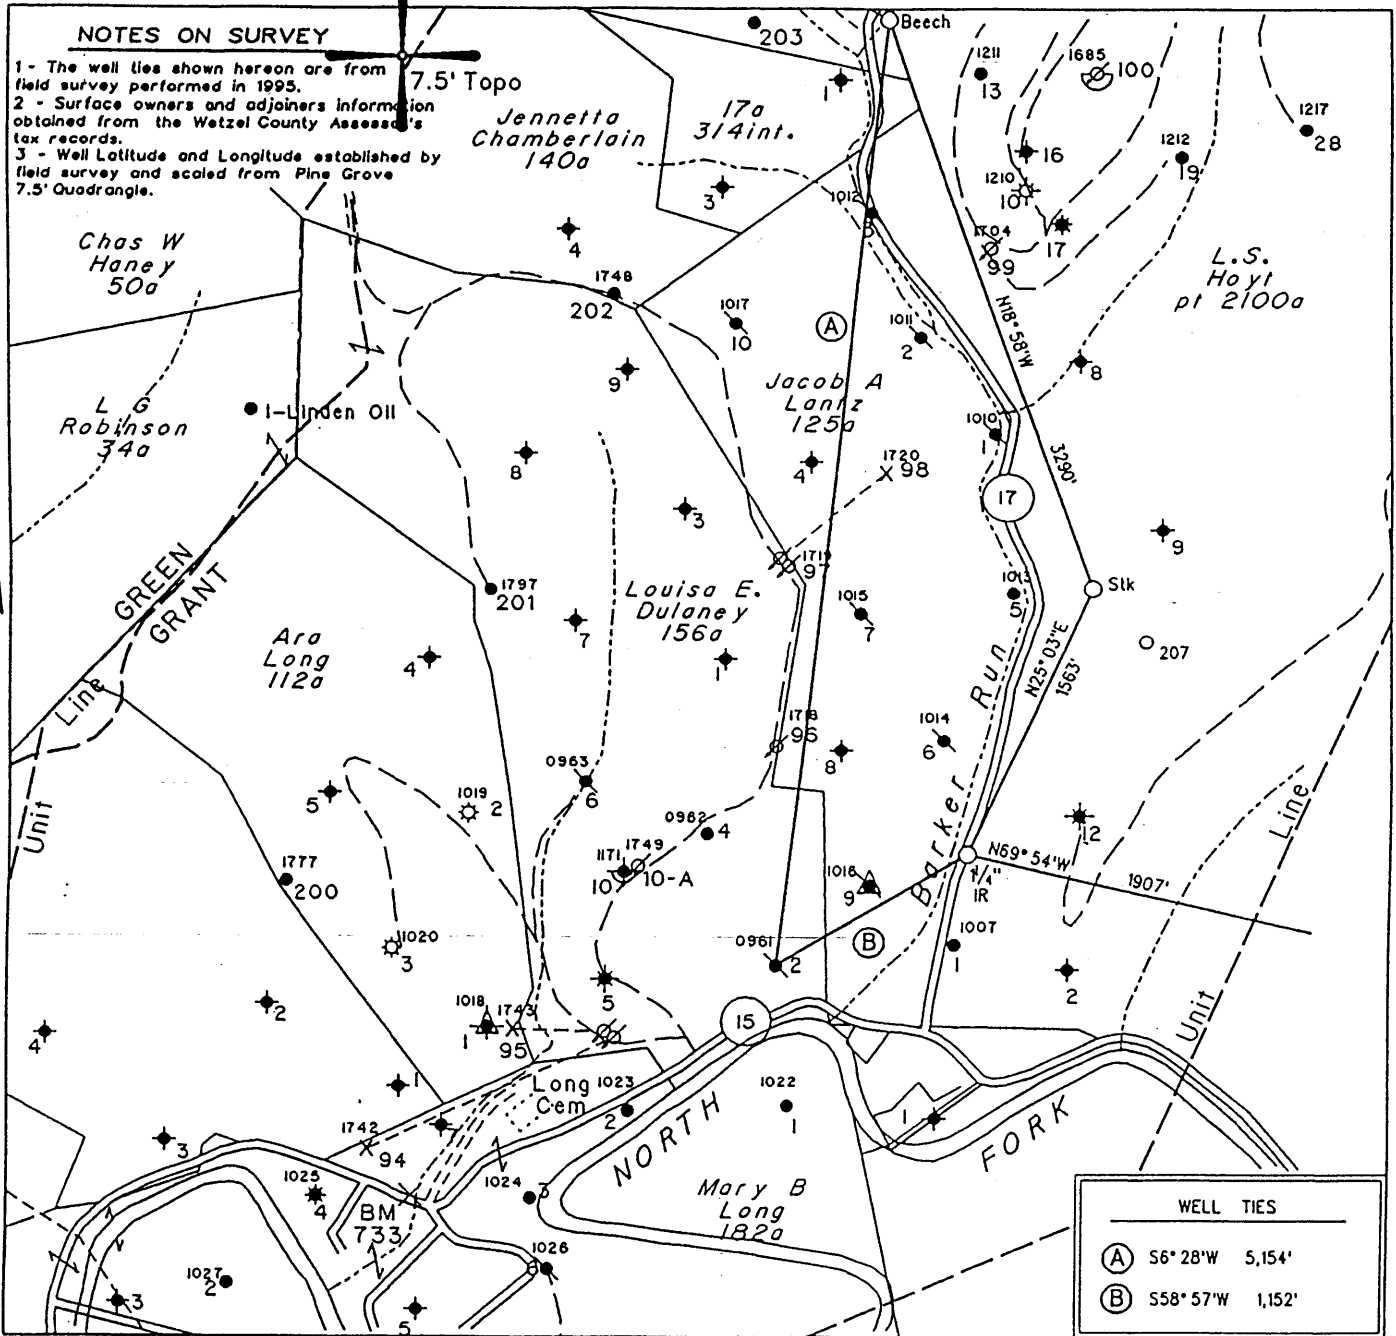 NOTES ON SURVEY
1 - The well ties shown hereon are from
field survey performed in 1995.
2 - Surface owners and adjoiners information
obtained from the Wetzel County Assessor's
tax records.
3 - Well Latitude and Longitude established by
field survey and scaled from Pine Grove
7.5' Quadrangle.
7.5' Topo
203
Beech
1
1211
13
1685
100
1217
28
Jennetta
Chamberlain
140a
17a
314int.
16
1212
19
1210
10
3
1012
17
1704
99
4
Chas W
Haney
50a
L.S.
Hoyt
pt 2100a
1748
202
1017
10
A
1011
2
N18°58'W
8
9
Jacob A
Lantz
125a
L G
Robinson
34a
1-Linden Oil
1010
1
3290'
8
4
1720
98
17
3
9
1719
97
GREEN
GRANT
1797
201
Louisa E.
Dulaney
156a
1015
7
1013
5
Stk
7
207
Ara
Long
112a
4
1
N25°03"E
1563'
Line
1718
96
1014
6
8
Barker Run
0963
6
5
1019
2
0962
4
12
Line
Unit
1777
200
1171
10
1749
10-A
1016
9
N69°54'W
1907'
1/4"
IR
1020
3
0961
2
B
1007
1
2
5
2
4
1018
1
1743
95
15
Unit
1
Long
Cem
1023
2
1022
1
1
1742
94
7
3
NORTH
FORK
1025
4
1024
3
Mary B
Long
182a
BM
733
1026
6
1027
2
3
5
WELL TIES
A S6°28'W 5,154'
B S58°57'W 1,152'